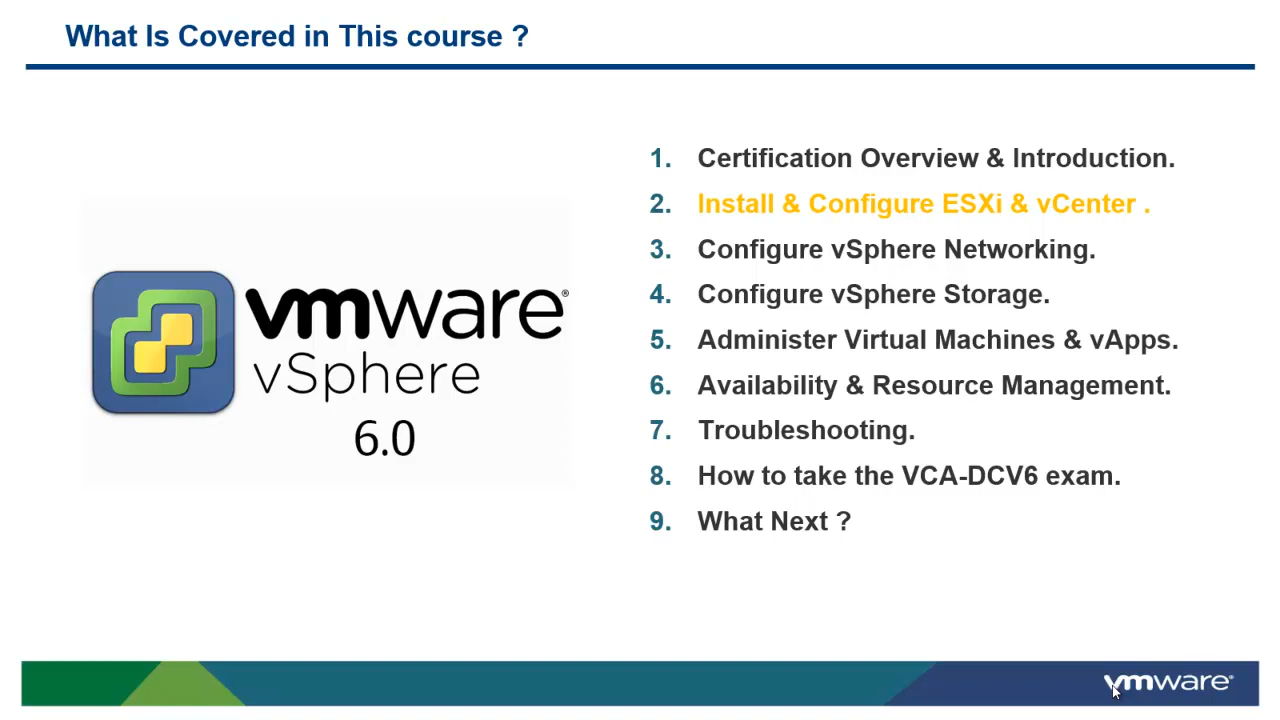 What Is Covered in This course ?
vmware®
vSphere
6.0
1. Certification Overview & Introduction.
2. Install & Configure ESXi & vCenter .
3. Configure vSphere Networking.
4. Configure vSphere Storage.
5. Administer Virtual Machines & vApps.
6. Availability & Resource Management.
7. Troubleshooting.
8. How to take the VCA-DCV6 exam.
9. What Next ?
vmware®